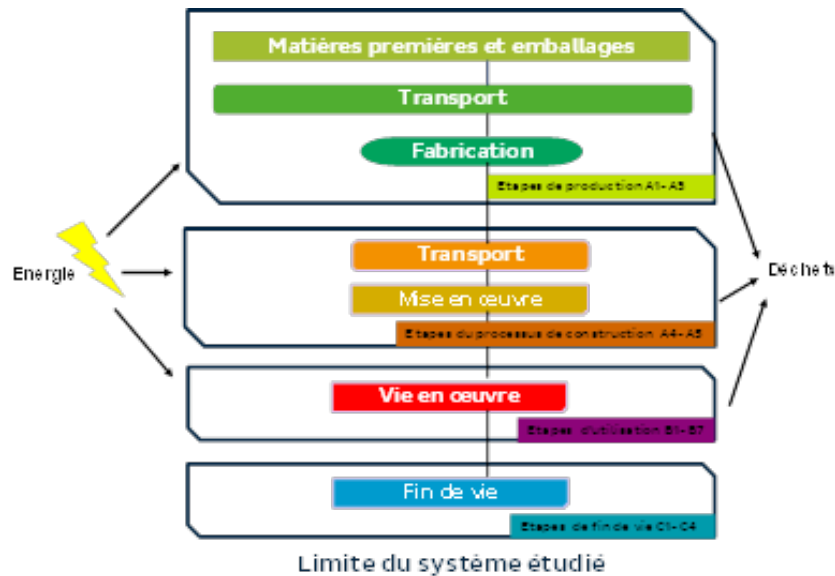 Matières premières et emballages
Transport
Fabrication
Etapes de production A1-A3
Energie
Transport
Déchets
Mise en œuvre
Etapes du processus de construction A4-A5
Vie en œuvre
Etapes d'utilisation B1-B7
Fin de vie
Etapes de fin de vie C1-C4
Limite du système étudié